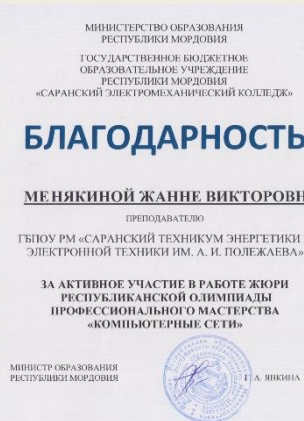 МИНИСТЕРСТВО ОБРАЗОВАНИЯ
РЕСПУБЛИКИ МОРДОВИЯ
ГОСУДАРСТВЕННОЕ БЮДЖЕТНОЕ
ОБРАЗОВАТЕЛЬНОЕ УЧРЕЖДЕНИЕ
РЕСПУБЛИКИ МОРДОВИЯ
«САРАНСКИЙ ЭЛЕКТРОМЕХАНИЧЕСКИЙ КОЛЛЕДЖ»
БЛАГОДАРНОСТЬ
МЕНЯКИНОЙ ЖАННЕ ВИКТОРОВН
ПРЕПОДАВАТЕЛЮ
ГБПОУ РМ «САРАНСКИЙ ТЕХНИКУМ ЭНЕРГЕТИКИ
ЭЛЕКТРОННОЙ ТЕХНИКИ ИМ. А. И. ПОЛЕЖАЕВА»
ЗА АКТИВНОЕ УЧАСТИЕ В РАБОТЕ ЖЮРИ
РЕСПУБЛИКАНСКОЙ ОЛИМПИАДЫ
ПРОФЕССИОНАЛЬНОГО МАСТЕРСТВА
«КОМПЬЮТЕРНЫЕ СЕТИ»
МИНИСТР ОБРАЗОВАНИЯ
РЕСПУБЛИКИ МОРДОВИЯ
Г. А. ЯВКИНА